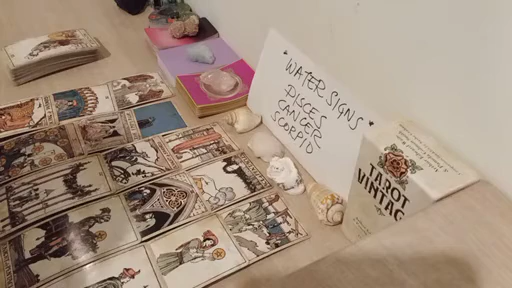 WATER SIGNS
PISCES
CANCER
SCORPIO
TAROT
VINTAG